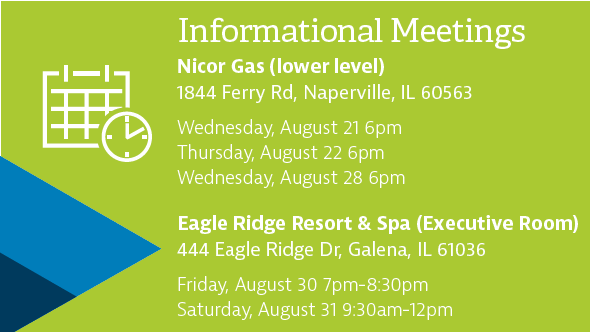 Informational Meetings
Nicor Gas (lower level)
1844 Ferry Rd, Naperville, IL 60563
Wednesday, August 21 6pm
Thursday, August 22 6pm
Wednesday, August 28 6pm
Eagle Ridge Resort & Spa (Executive Room)
444 Eagle Ridge Dr, Galena, IL 61036
Friday, August 30 7pm-8:30pm
Saturday, August 31 9:30am-12pm